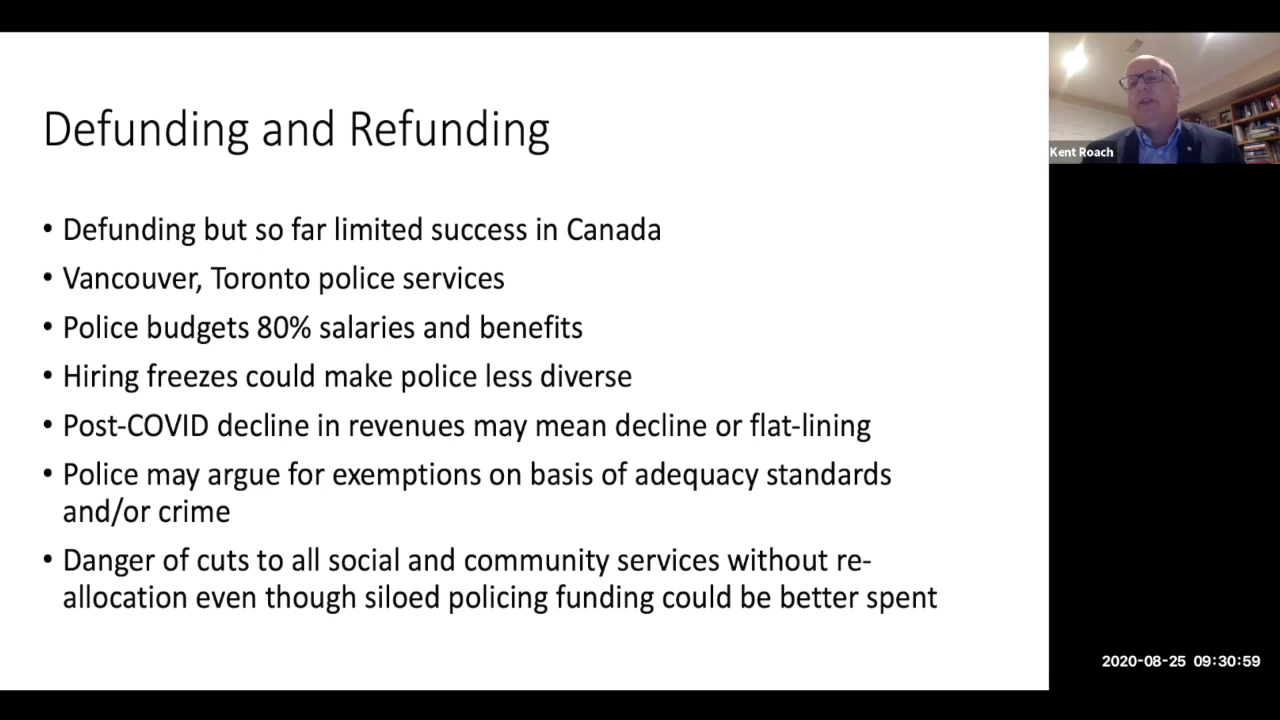 Defunding and Refunding
• Defunding but so far limited success in Canada
• Vancouver, Toronto police services
• Police budgets 80% salaries and benefits
• Hiring freezes could make police less diverse
• Post-COVID decline in revenues may mean decline or flat-lining
• Police may argue for exemptions on basis of adequacy standards
and/or crime
• Danger of cuts to all social and community services without re-
allocation even though siloed policing funding could be better spent
Kent Roach
2020-08-25 09:30:59